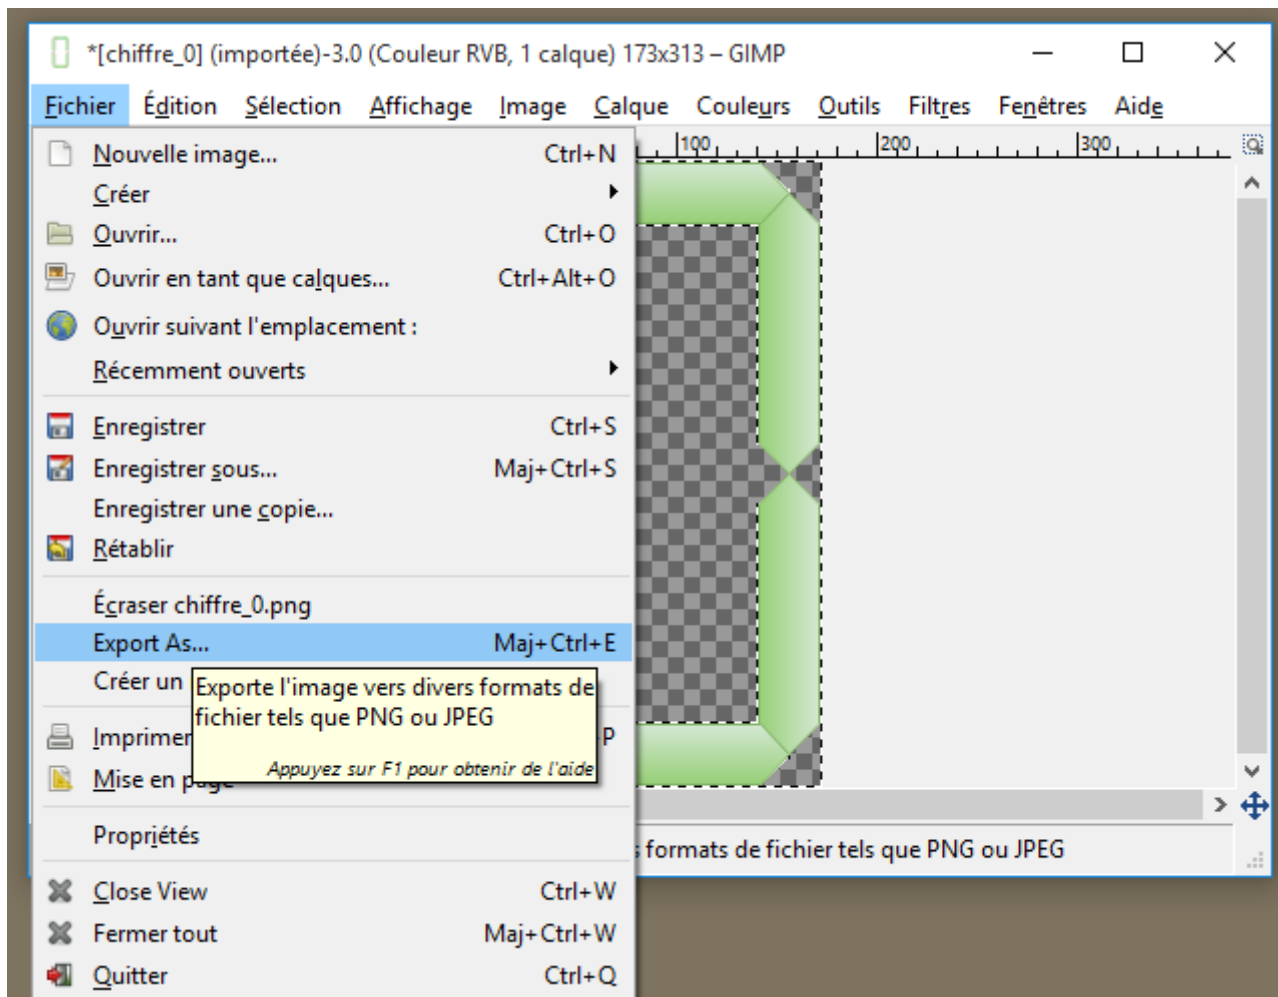 *[chiffre_0] (importée)-3.0 (Couleur RVB, 1 calque) 173x313 – GIMP
Fichier Édition Sélection Affichage Image Calque Couleurs Outils Filtres Fenêtres Aide
100 200 300
Nouvelle image... Ctrl+N
Créer
Ouvrir... Ctrl+O
Ouvrir en tant que calques... Ctrl+Alt+O
Ouvrir suivant l'emplacement :
Récemment ouverts
Enregistrer Ctrl+S
Enregistrer sous... Maj+Ctrl+S
Enregistrer une copie...
Rétablir
Écraser chiffre_0.png
Export As... Maj+Ctrl+E
Créer un
Exporte l'image vers divers formats de
fichier tels que PNG ou JPEG
Appuyez sur F1 pour obtenir de l'aide
Imprimer P
Mise en page
Propriétés
formats de fichier tels que PNG ou JPEG
Close View Ctrl+W
Fermer tout Maj+Ctrl+W
Quitter Ctrl+Q